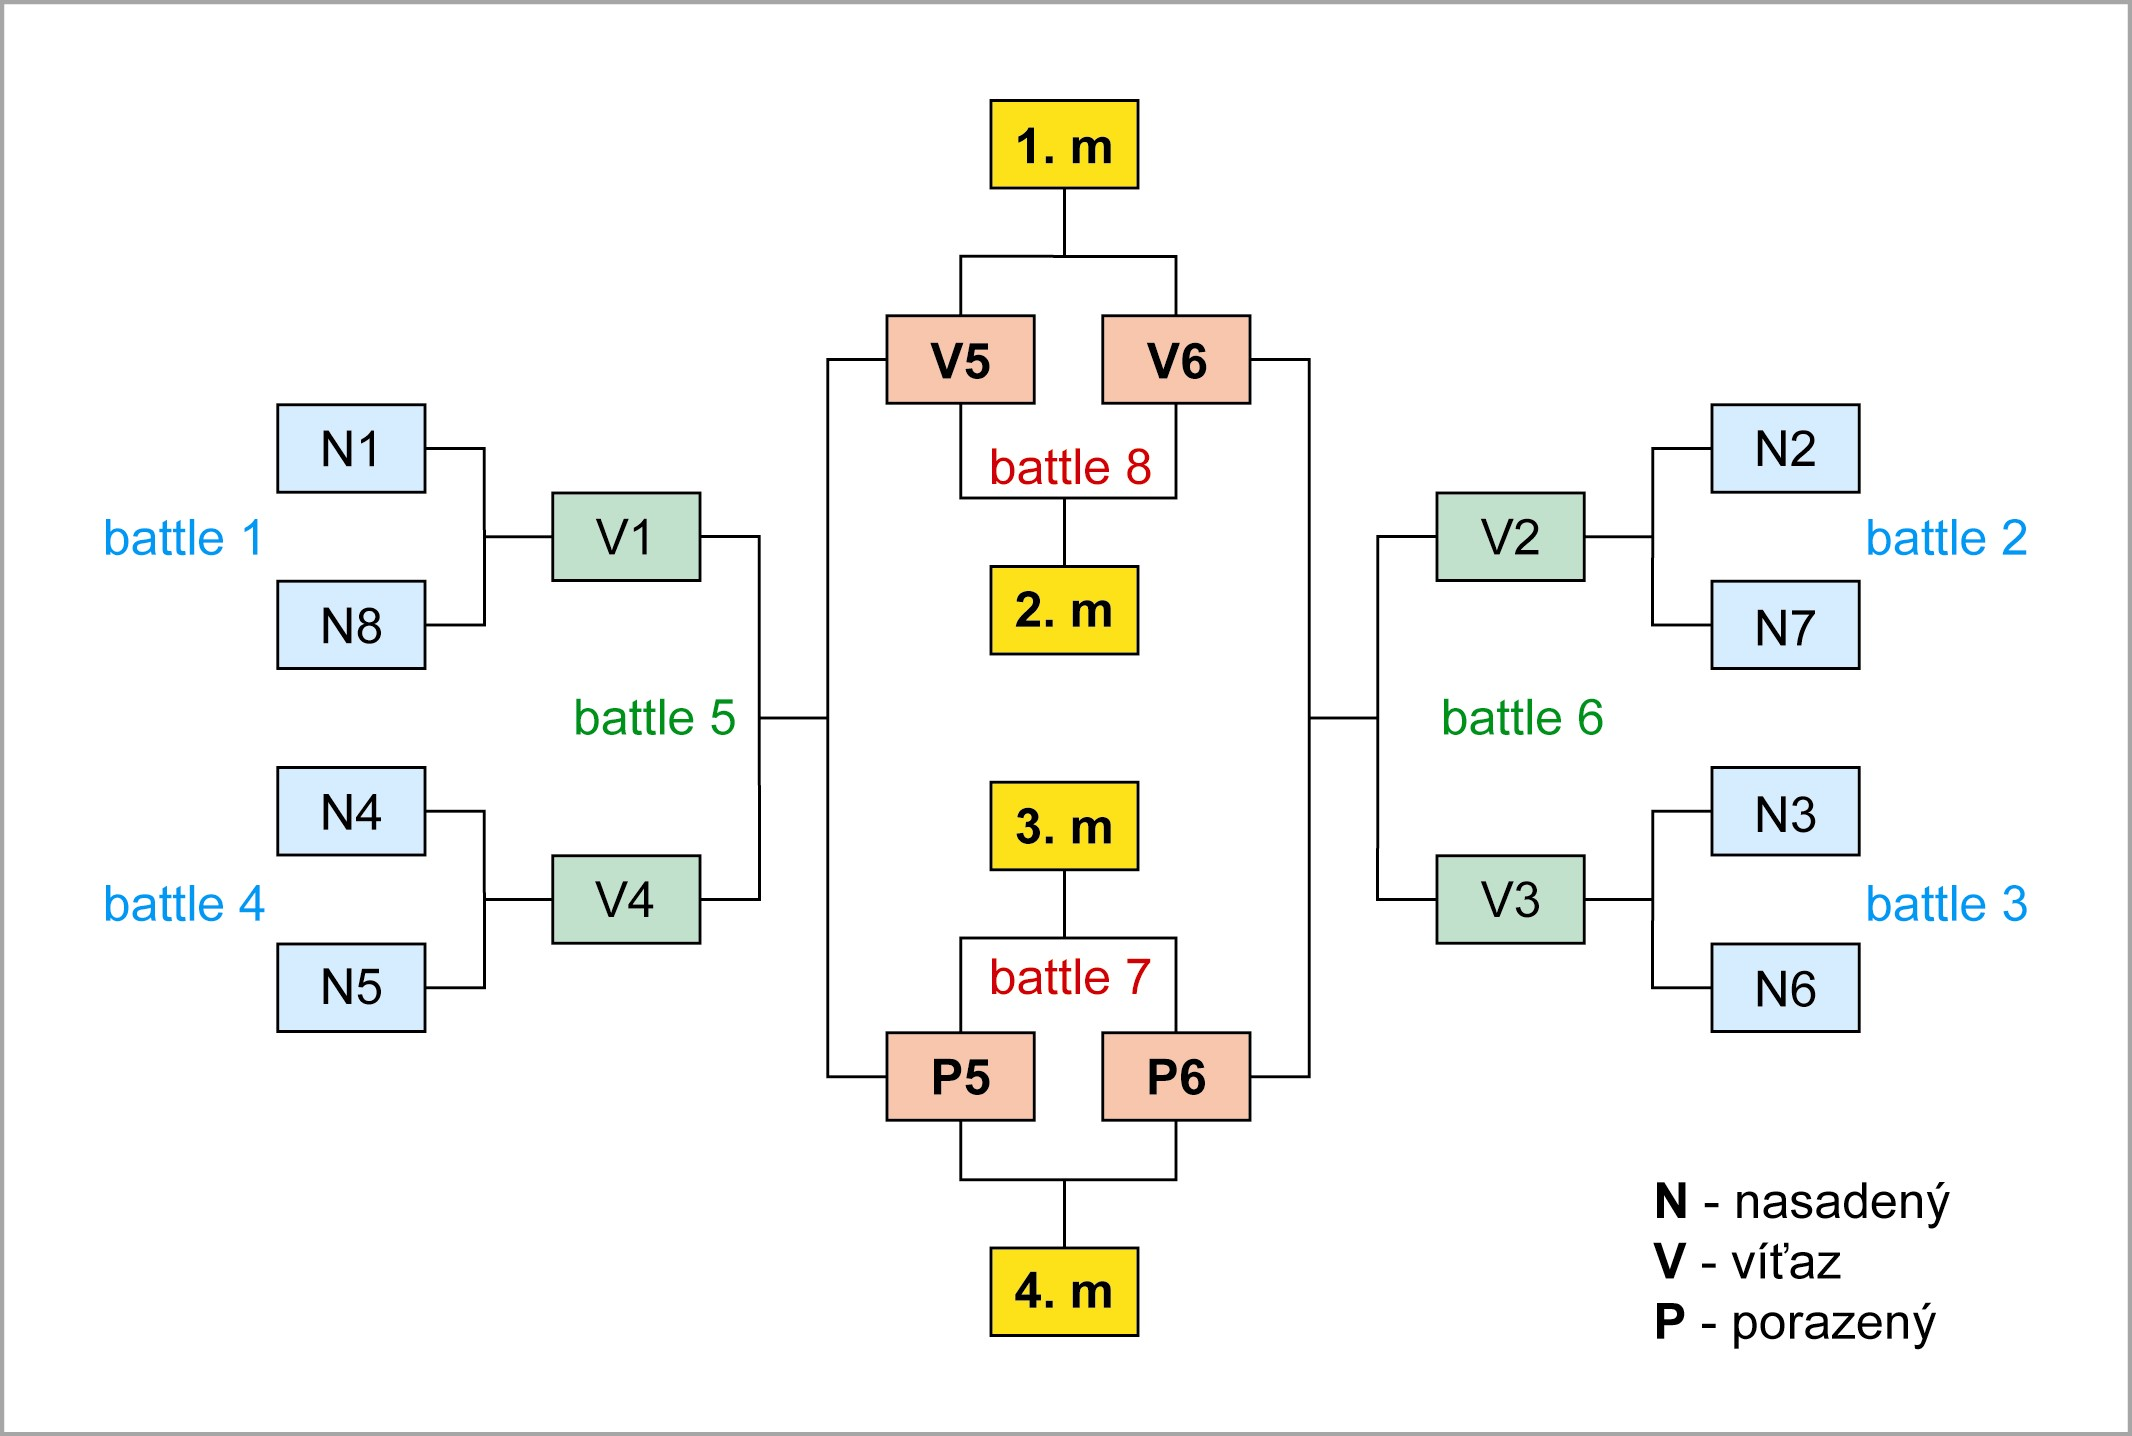 1. m
V5
V6
battle 8
2. m
N1
battle 1
N8
V1
battle 5
N4
battle 4
N5
V4
N2
battle 2
N7
V2
battle 6
N3
battle 3
N6
V3
3. m
battle 7
P5
P6
4. m
N - nasadený
V - víťaz
P - porazený